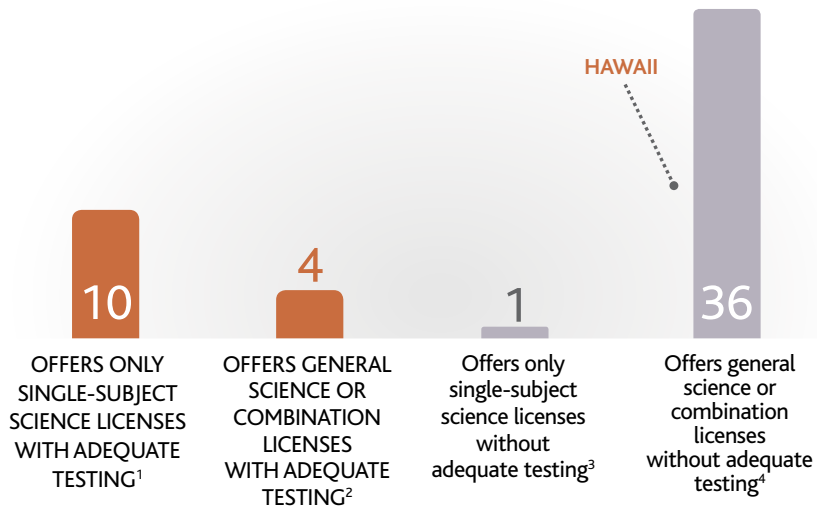 HAWAII
10
4
1
36
OFFERS ONLY
SINGLE-SUBJECT
SCIENCE LICENSES
WITH ADEQUATE
TESTING¹
OFFERS GENERAL
SCIENCE OR
COMBINATION
LICENSES
WITH ADEQUATE
TESTING²
Offers only
single-subject
science licenses
without
adequate testing³
Offers general
science or
combination
licenses
without adequate
testing⁴